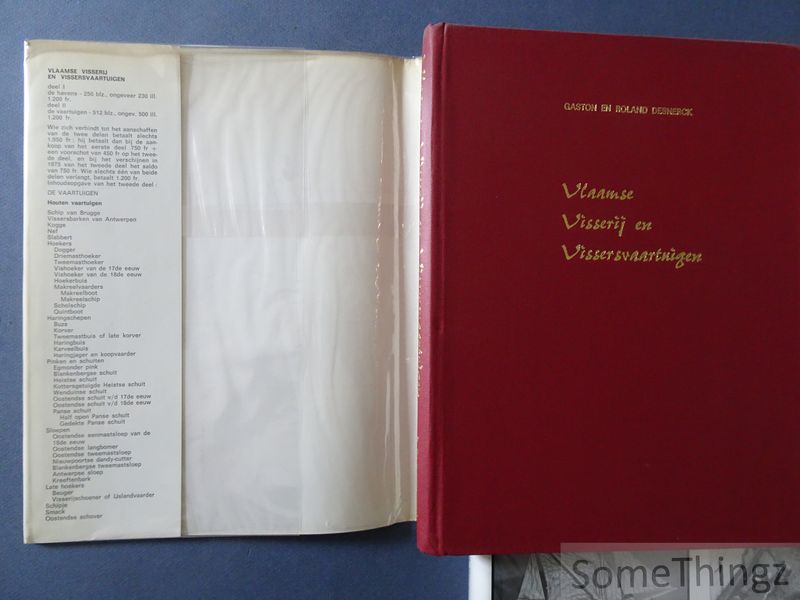 VLAAMSE VISSERIJ
EN VISSERSVAARTUIGEN
deel I
de havens - 256 blz., ongeveer 230 ill.
1.200 fr.
deel II
de vaartuigen - 512 blz., ongev. 500 ill.
1.200 fr.
Wie zich verbindt tot het aanschaffen
van de twee delen betaalt slechts
1.950 fr.: hij betaalt dan bij de aan-
koop van het eerste deel 750 fr +
een voorschot van 450 fr op het twee-
de deel, en bij het verschijnen in
1975 van het tweede deel het saldo
van 750 fr. Wie slechts één van beide
delen verlangt, betaalt 1.200 fr.
Inhoudsopgave van het tweede deel :
DE VAARTUIGEN
Houten vaartuigen
Schip van Brugge
Vissersbarken van Antwerpen
Kogge
Nef
Slabbert
Hoekers
Dogger
Driemasthoeker
Tweemasthoeker
Vishoeker van de 17de eeuw
Vishoeker van de 18de eeuw
Hoekerbuis
Makreelvaarders
Makreelboot
Makreelschip
Scholschip
Quintboot
Haringschepen
Buza
Korver
Tweemastbuis of late korver
Haringbuis
Karveelbuis
Haringjager en koopvaarder
Pinken en schuiten
Egmonder pink
Blankenbergse schuit
Heistse schuit
Kottergetuigde Heistse schuit
Wenduinse schuit
Oostendse schuit v/d 17de eeuw
Oostendse schuit v/d 18de eeuw
Panse schuit
Half open Panse schuit
Gedekte Panse schuit
Sloepen
Oostendse eenmastsloep van de
18de eeuw
Oostendse langbomer
Oostendse tweemastsloep
Nieuwpoortse dandy-cutter
Blankenbergse tweemastsloep
Antwerpse sloep
Kreeftenbark
Late hoekers
Beuger
Visserijschoener of IJslandvaarder
Schipje
Smack
Oostendse schover
GASTON EN ROLAND DESNERCK
Vlaamse
Visserij en
Vissersvaartuigen
SomeThingz